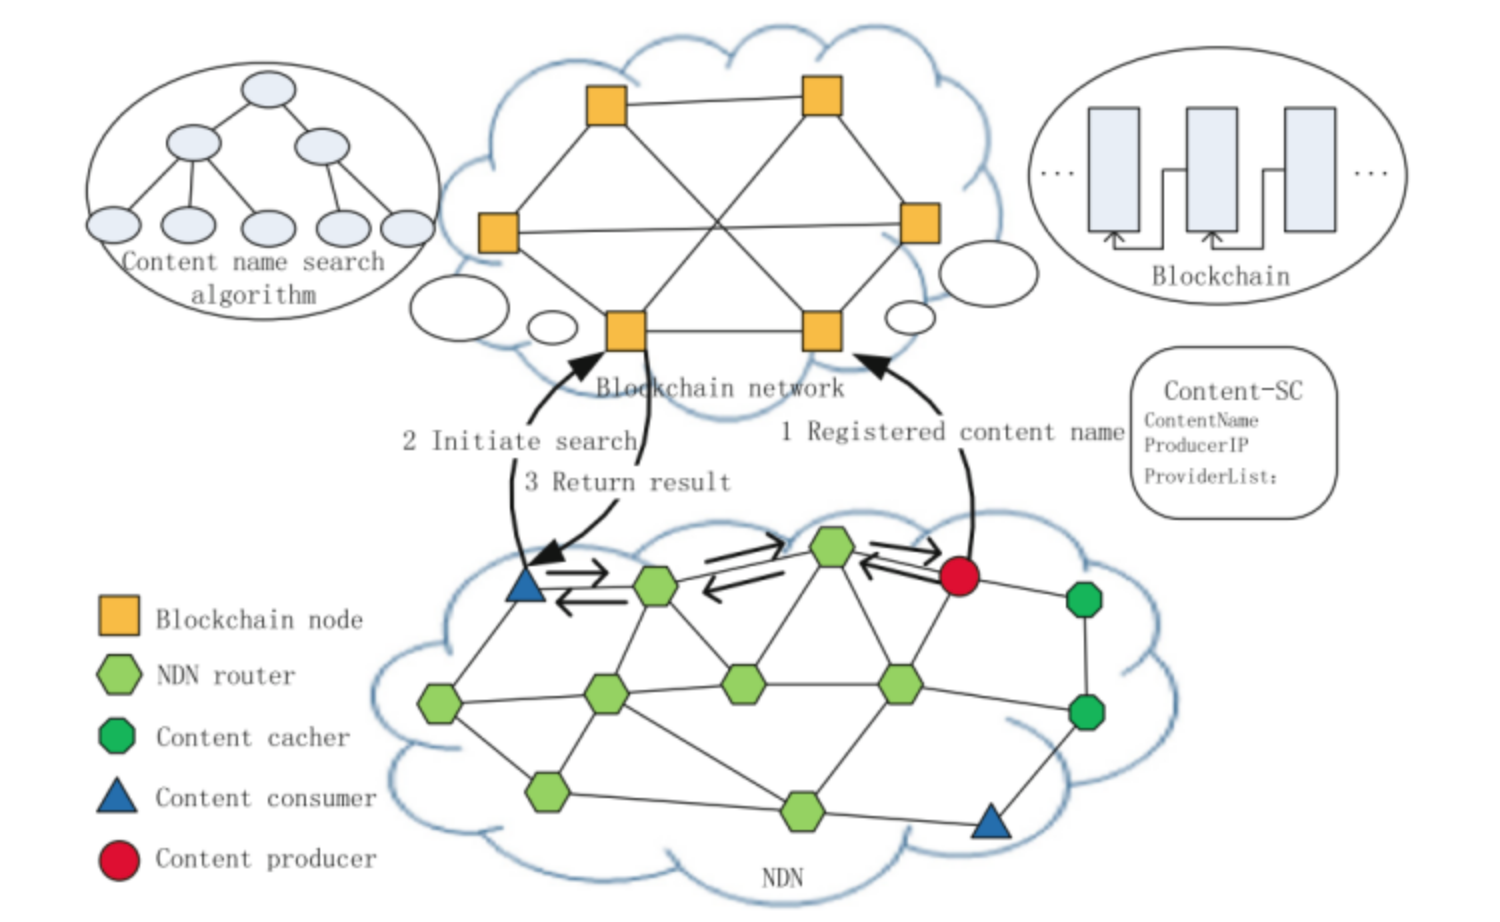 Content name search
algorithm
...
...
Blockchain
Blockchain network
Content-SC
ContentName
ProducerIP
ProviderList:
1 Registered content name
2 Initiate search
3 Return result
Blockchain node
NDN router
Content cacher
Content consumer
Content producer
NDN